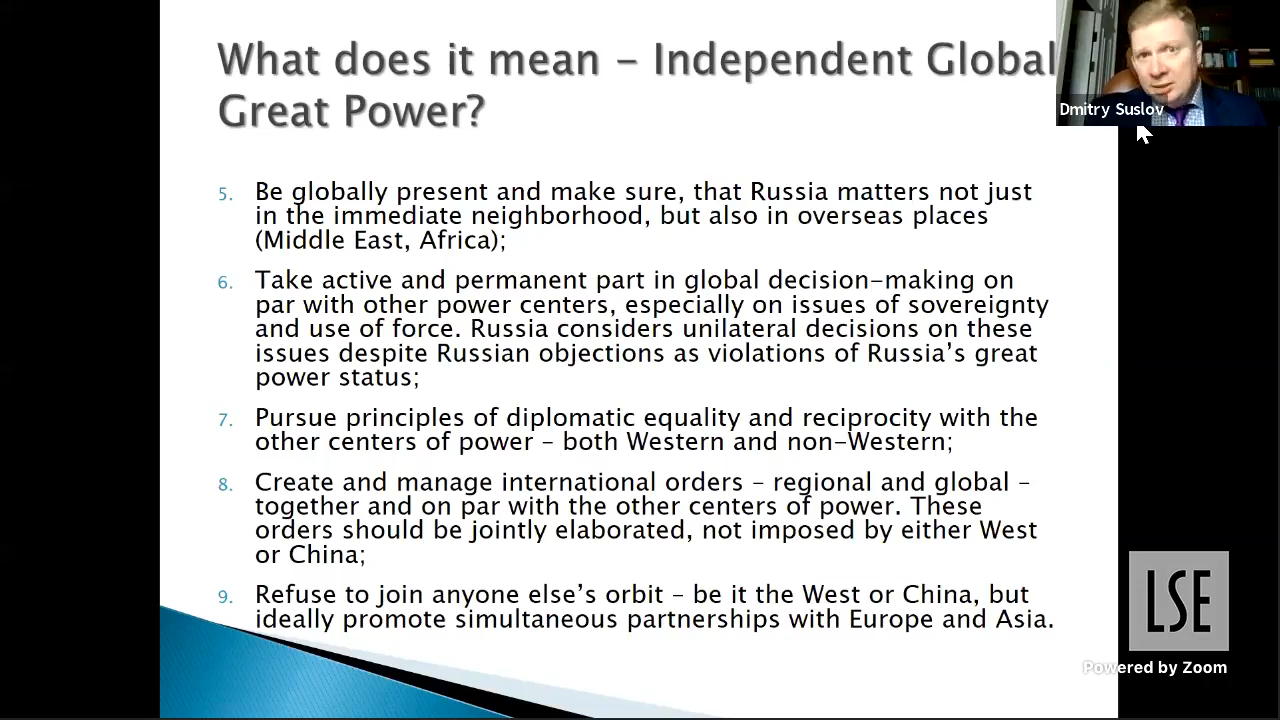 What does it mean – Independent Global
Great Power?
Dmitry Suslov
5. Be globally present and make sure, that Russia matters not just
in the immediate neighborhood, but also in overseas places
(Middle East, Africa);
6. Take active and permanent part in global decision-making on
par with other power centers, especially on issues of sovereignty
and use of force. Russia considers unilateral decisions on these
issues despite Russian objections as violations of Russia's great
power status;
7. Pursue principles of diplomatic equality and reciprocity with the
other centers of power – both Western and non-Western;
8. Create and manage international orders – regional and global –
together and on par with the other centers of power. These
orders should be jointly elaborated, not imposed by either West
or China;
9. Refuse to join anyone else's orbit – be it the West or China, but
ideally promote simultaneous partnerships with Europe and Asia.
LSE
Powered by Zoom